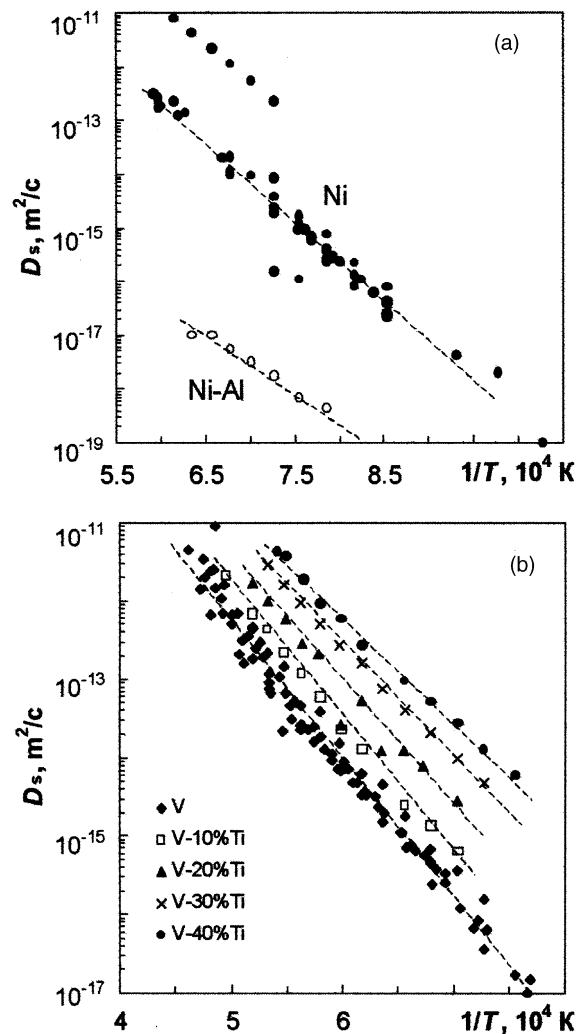 (a)
10⁻¹¹
10⁻¹³
10⁻¹⁵
10⁻¹⁷
10⁻¹⁹
Dₛ, m²/c
Ni
Ni-Al
5.5 6.5 7.5 8.5 1/T, 10⁴ К
(b)
10⁻¹¹
10⁻¹³
10⁻¹⁵
10⁻¹⁷
Dₛ, m²/c
V
V-10%Ti
V-20%Ti
V-30%Ti
V-40%Ti
4 5 6 1/T, 10⁴ К